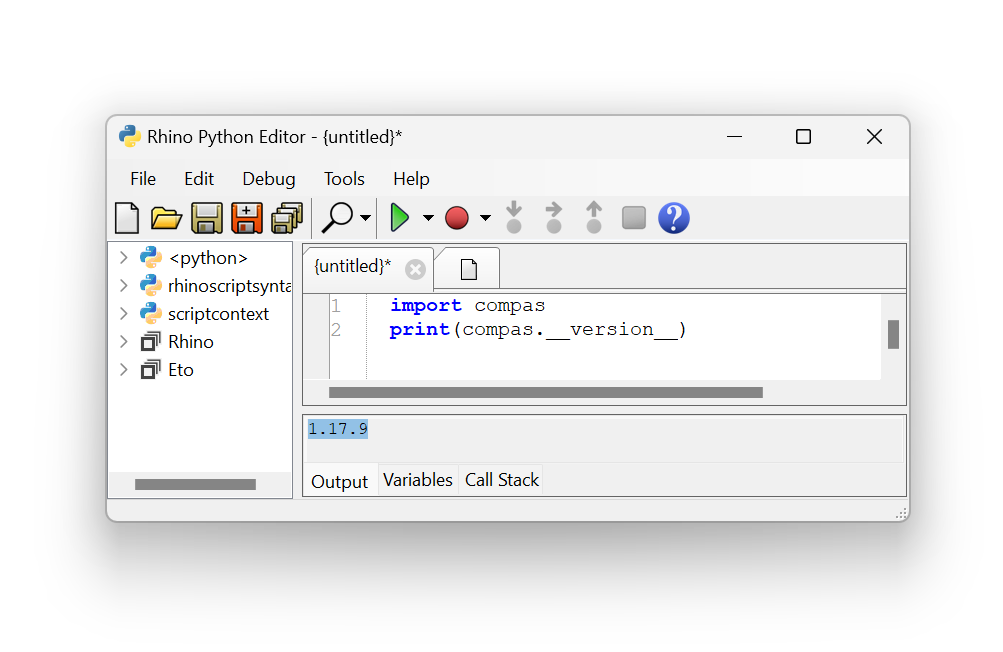 Rhino Python Editor - {untitled}*
File Edit Debug Tools Help
<python>
rhinoscriptsynta
scriptcontext
Rhino
Eto
{untitled}*
1 import compas
2 print(compas.__version__)
1.17.9
Output Variables Call Stack